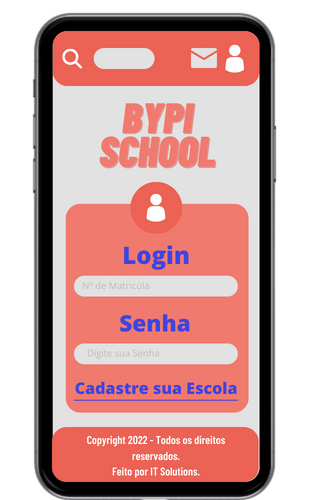 BYPI
SCHOOL
Login
Nº de Matrícula
Senha
Digite sua Senha
Cadastre sua Escola
Copyright 2022 - Todos os direitos
reservados.
Feito por IT Solutions.